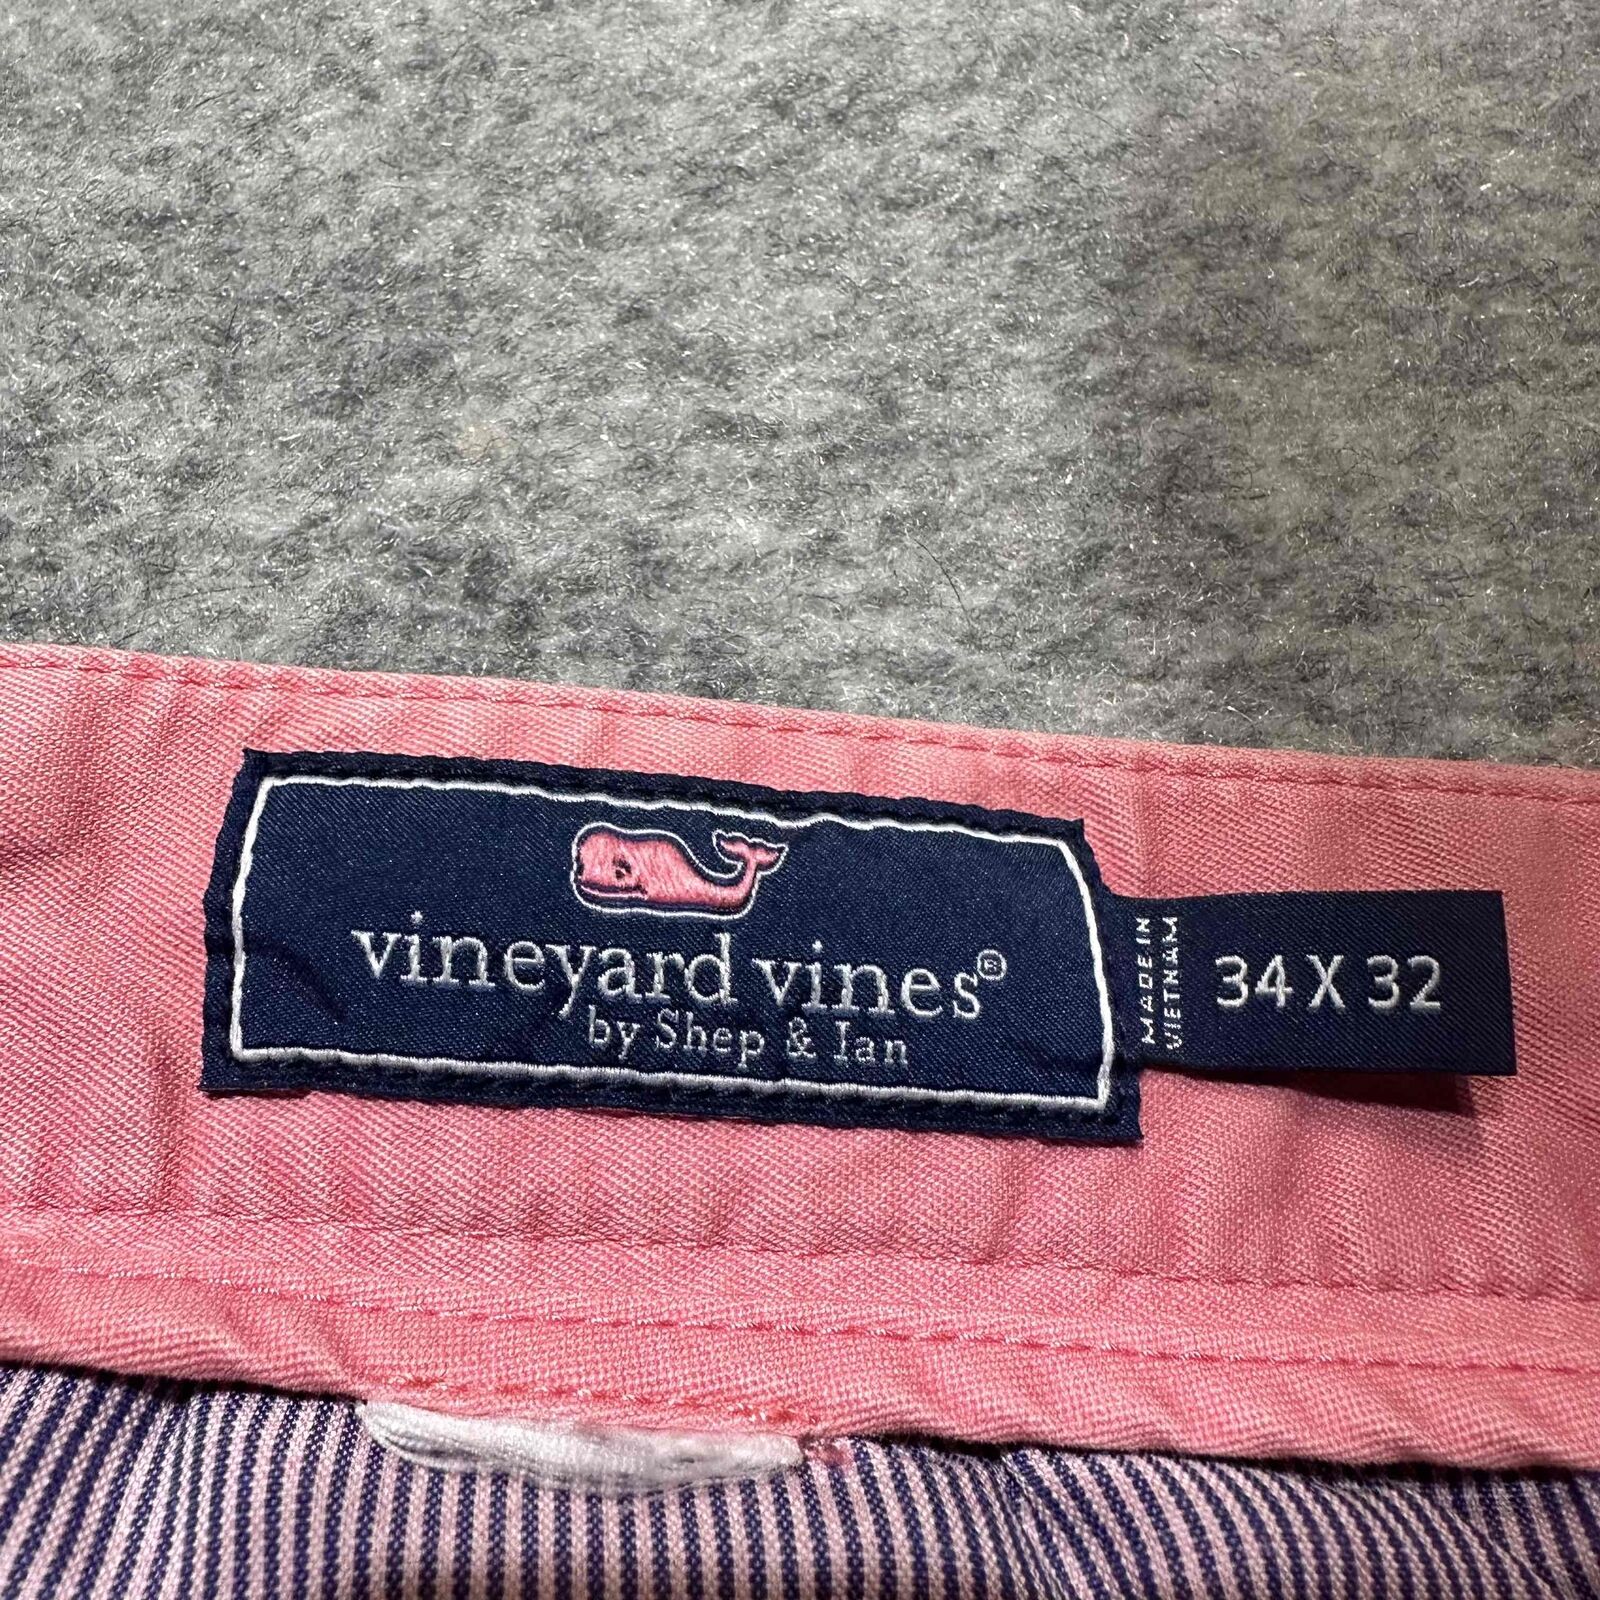 vineyard vines®
by Shep & Ian
MADE IN
VIETNAM
34 X 32